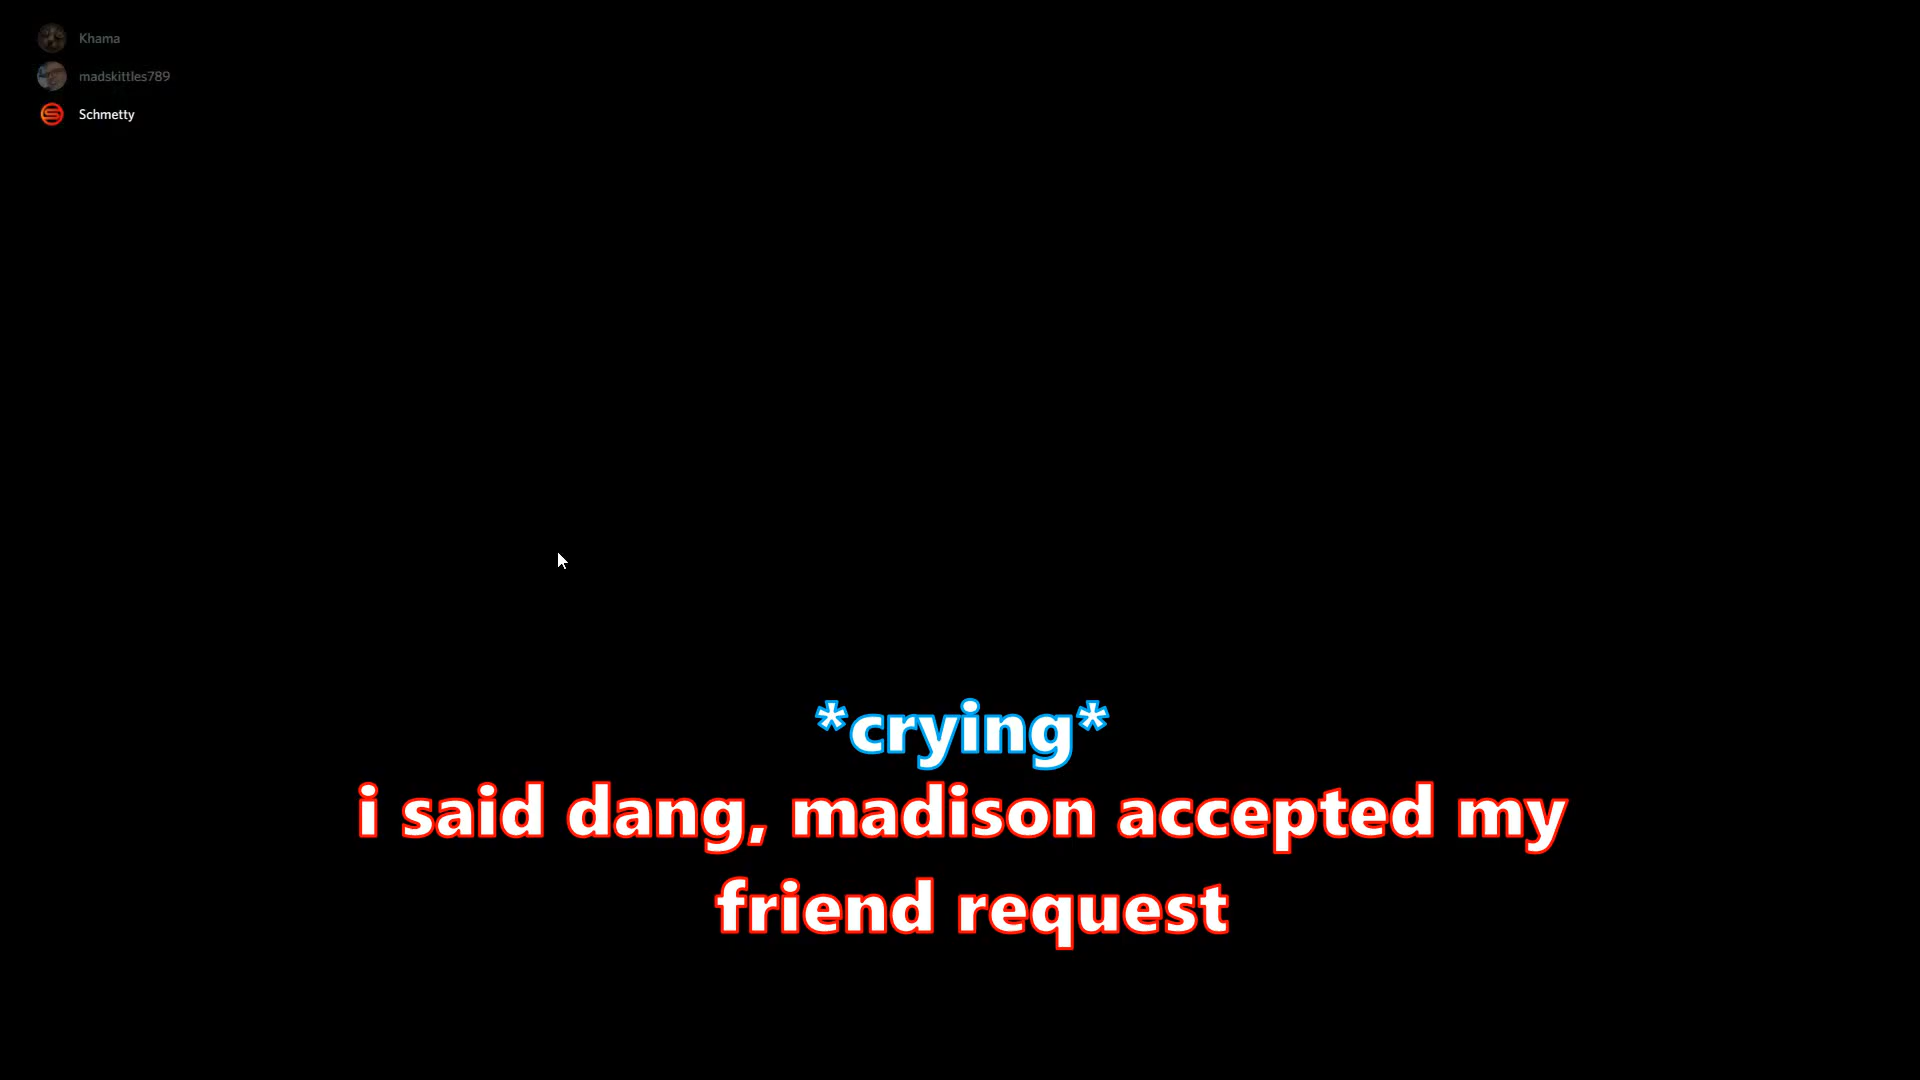 Khama
madskittles789
Schmetty
*crying*
i said dang, madison accepted my
friend request